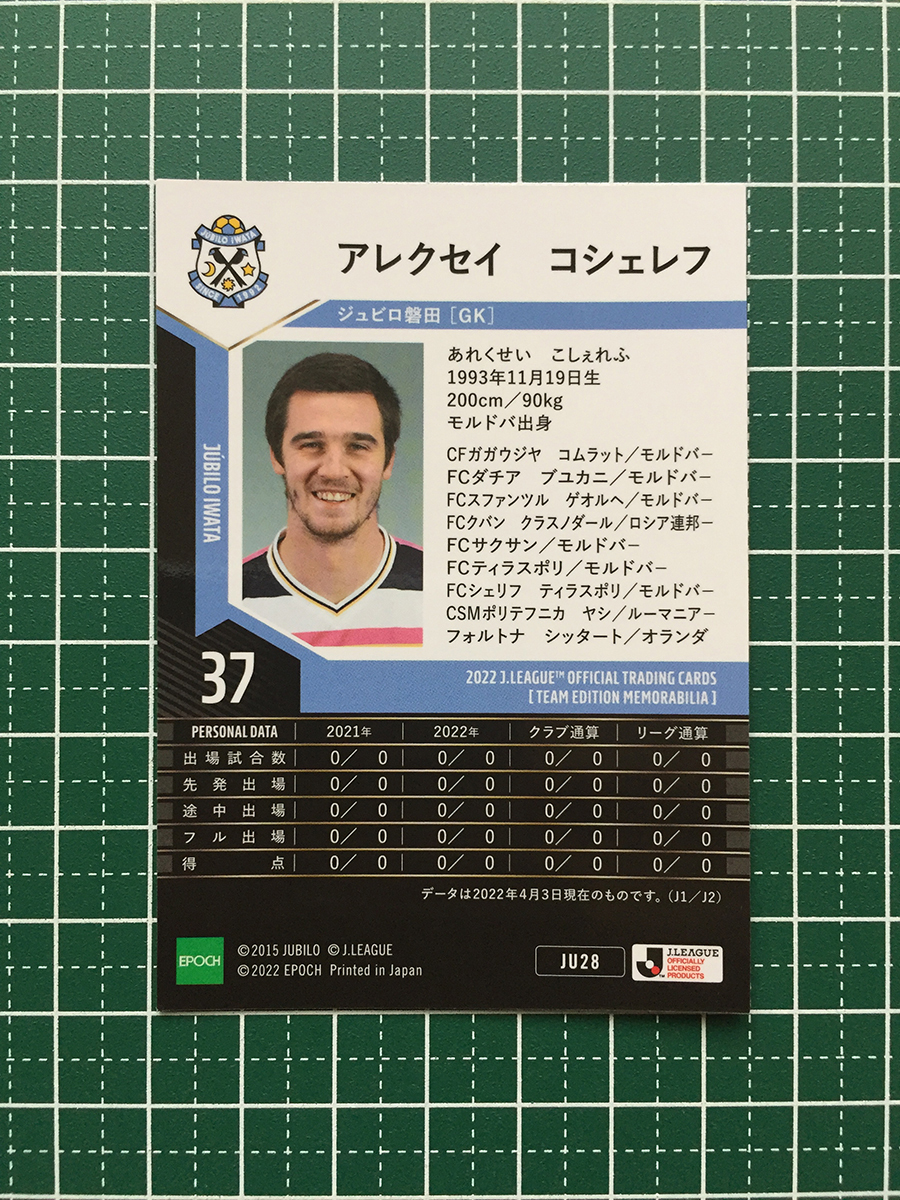 JUBILO IWATA
SINCE 1992
アレクセイ　コシェレフ
ジュビロ磐田［GK］
あれくせい　こしぇれふ
1993年11月19日生
200cm／90kg
モルドバ出身
CFガガウジヤ　コムラット／モルドバ−
FCダチア　ブユカニ／モルドバ−
FCスファンツル　ゲオルへ／モルドバ−
FCクバン　クラスノダール／ロシア連邦−
FCサクサン／モルドバ−
FCティラスポリ／モルドバ−
FCシェリフ　ティラスポリ／モルドバ−
CSMポリテフニカ　ヤシ／ルーマニア−
フォルトナ　シッタート／オランダ
JÚBILO IWATA
37
2022 J.LEAGUE™ OFFICIAL TRADING CARDS
[ TEAM EDITION MEMORABILIA ]
PERSONAL DATA | 2021年 | 2022年 | クラブ通算 | リーグ通算
出場試合数 | 0／ 0 | 0／ 0 | 0／ 0 | 0／ 0
先発出場 | 0／ 0 | 0／ 0 | 0／ 0 | 0／ 0
途中出場 | 0／ 0 | 0／ 0 | 0／ 0 | 0／ 0
フル出場 | 0／ 0 | 0／ 0 | 0／ 0 | 0／ 0
得点 | 0／ 0 | 0／ 0 | 0／ 0 | 0／ 0
データは2022年4月3日現在のものです。（J1／J2）
EPOCH
©2015 JUBILO ©J.LEAGUE
©2022 EPOCH Printed in Japan
JU28
J.LEAGUE
OFFICIALLY
LICENSED
PRODUCTS